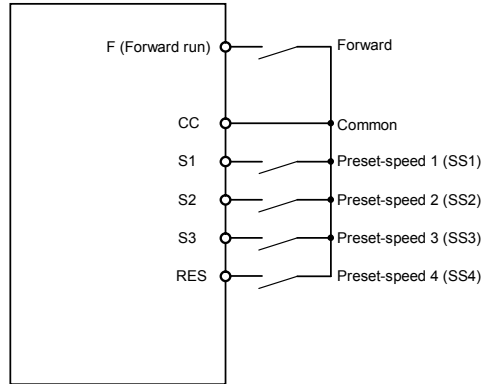 F (Forward run) Forward
CC Common
S1 Preset-speed 1 (SS1)
S2 Preset-speed 2 (SS2)
S3 Preset-speed 3 (SS3)
RES Preset-speed 4 (SS4)